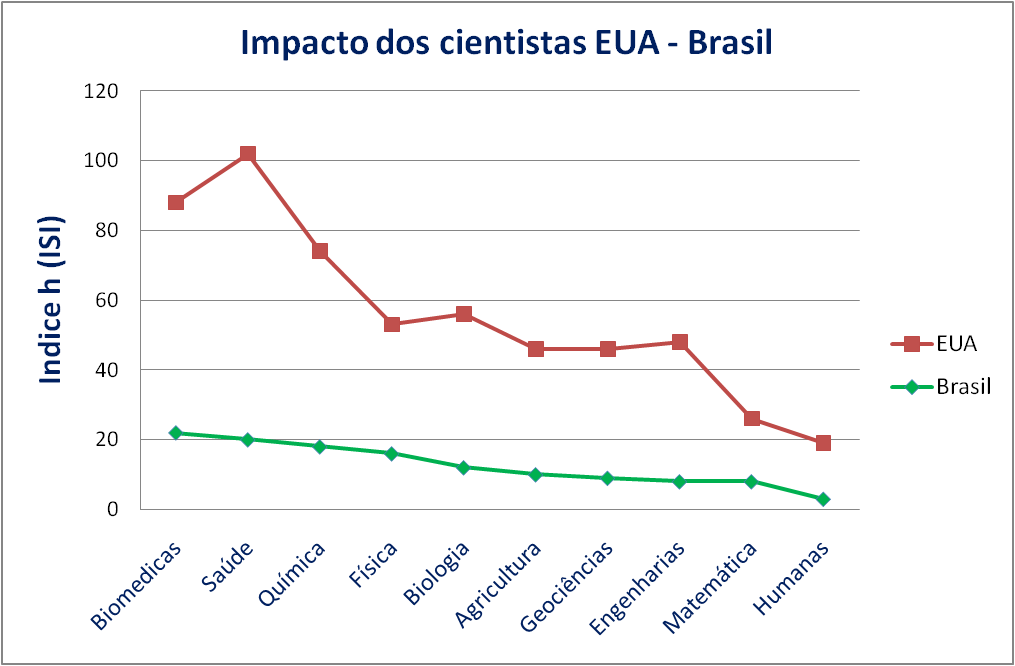 Impacto dos cientistas EUA - Brasil
Indice h (ISI)
120
100
80
60
40
20
0
Biomedicas
Saúde
Química
Física
Biologia
Agricultura
Geociências
Engenharias
Matemática
Humanas
EUA
Brasil